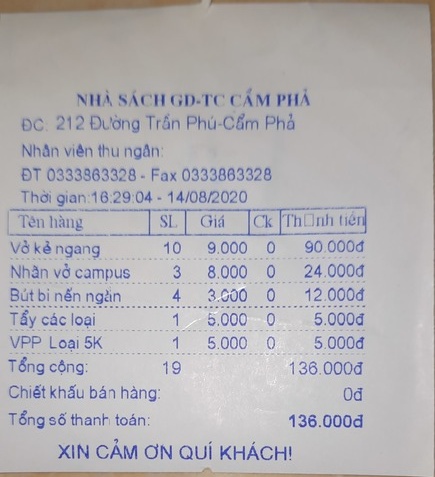 NHÀ SÁCH GD-TC CẨM PHẢ
ĐC: 212 Đường Trần Phú-Cẩm Phả
Nhân viên thu ngân:
ĐT 0333863328 - Fax 0333863328
Thời gian:16:29:04 - 14/08/2020
Tên hàng SL Giá Ck Th□nh tiền
Vở kẻ ngang 10 9.000 0 90.000đ
Nhãn vở campus 3 8.000 0 24.000đ
Bút bi nến ngắn 4 3.000 0 12.000đ
Tẩy các loại 1 5.000 0 5.000đ
VPP Loại 5K 1 5.000 0 5.000đ
Tổng cộng: 19 136.000đ
Chiết khấu bán hàng: 0đ
Tổng số thanh toán: 136.000đ
XIN CẢM ƠN QUÍ KHÁCH!